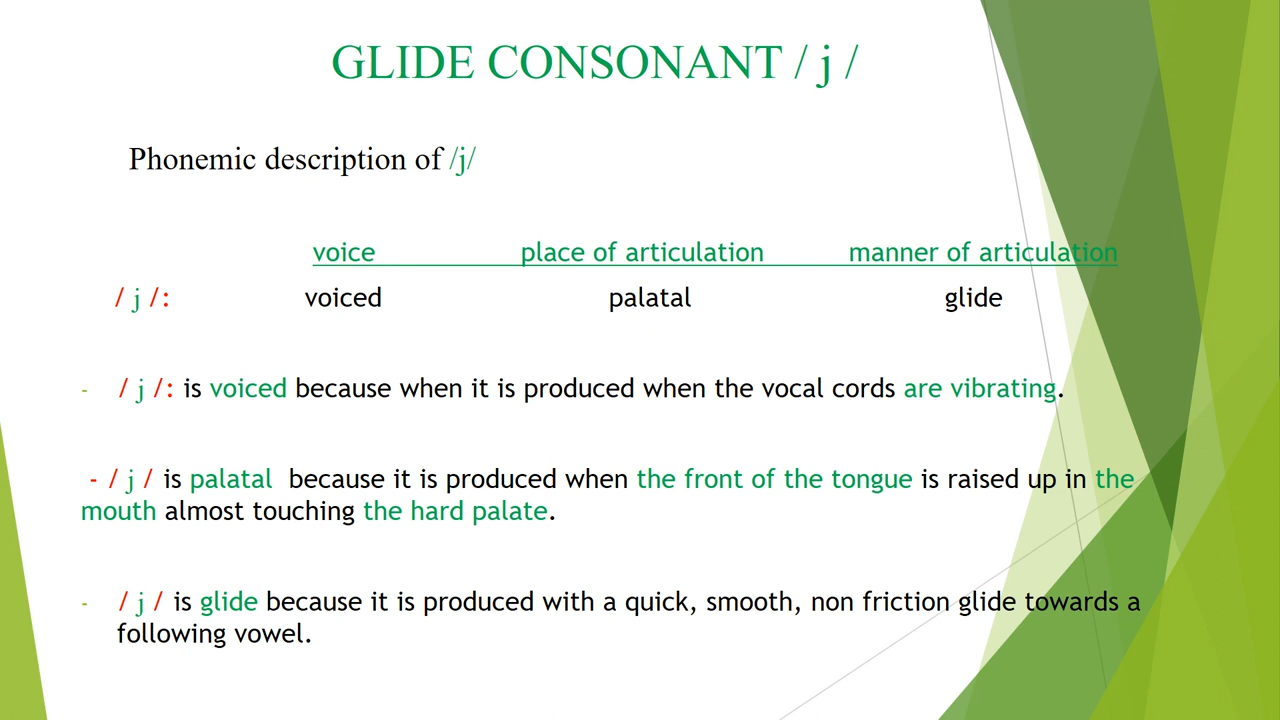 GLIDE CONSONANT / j /
Phonemic description of /j/
voice place of articulation manner of articulation
/ j /: voiced palatal glide
- / j /: is voiced because when it is produced when the vocal cords are vibrating.
- / j / is palatal because it is produced when the front of the tongue is raised up in the
mouth almost touching the hard palate.
- / j / is glide because it is produced with a quick, smooth, non friction glide towards a
following vowel.